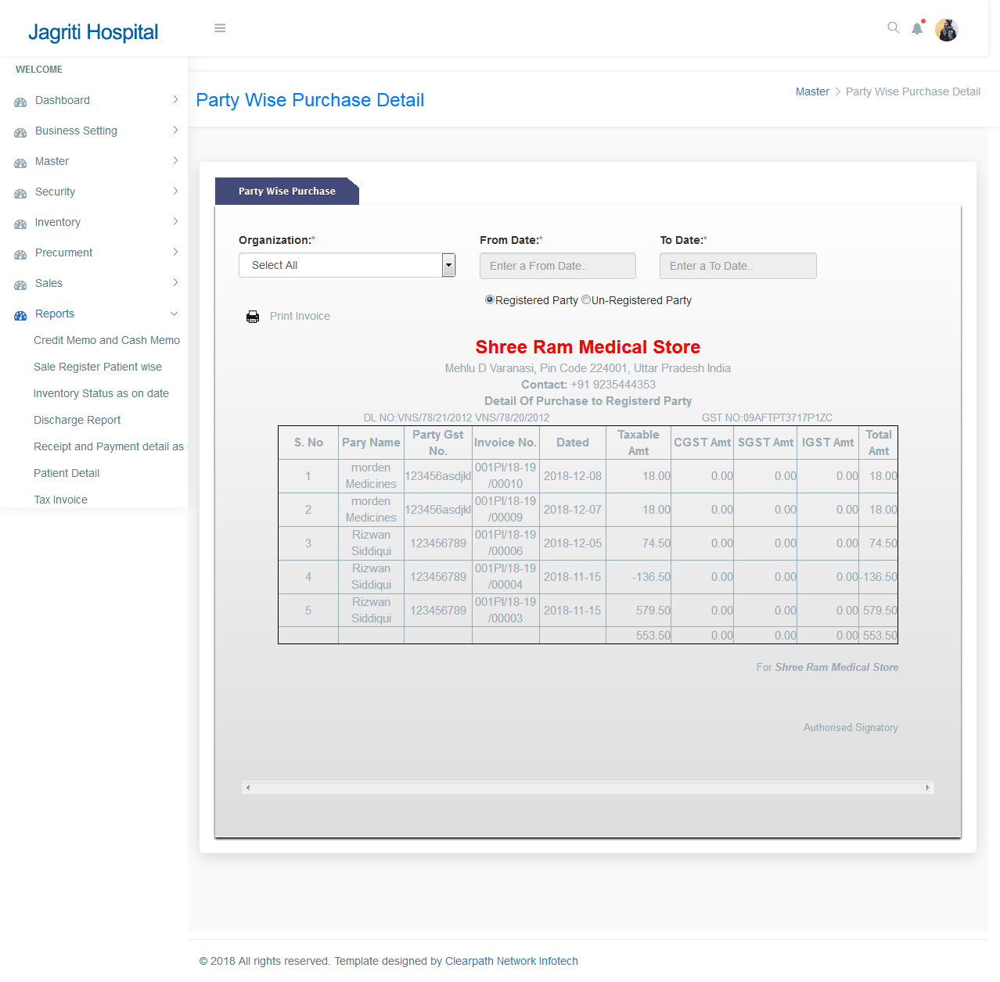 Jagriti Hospital
WELCOME
Dashboard
Business Setting
Master
Security
Inventory
Precurment
Sales
Reports
Credit Memo and Cash Memo
Sale Register Patient wise
Inventory Status as on date
Discharge Report
Receipt and Payment detail as
Patient Detail
Tax Invoice
Party Wise Purchase Detail
Master > Party Wise Purchase Detail
Party Wise Purchase
Organization:* From Date:* To Date:*
Select All Enter a From Date.. Enter a To Date..
Registered Party Un-Registered Party
Print Invoice
Shree Ram Medical Store
Mehlu D Varanasi, Pin Code 224001, Uttar Pradesh India
Contact: +91 9235444353
Detail Of Purchase to Registerd Party
DL NO:VNS/78/21/2012 VNS/78/20/2012 GST NO:09AFTPT3717P1ZC
S. No Pary Name Party Gst No. Invoice No. Dated Taxable Amt CGST Amt SGST Amt IGST Amt Total Amt
1 morden Medicines 123456asdjkl 001PI/18-19/00010 2018-12-08 18.00 0.00 0.00 0.00 18.00
2 morden Medicines 123456asdjkl 001PI/18-19/00009 2018-12-07 18.00 0.00 0.00 0.00 18.00
3 Rizwan Siddiqui 123456789 001PI/18-19/00006 2018-12-05 74.50 0.00 0.00 0.00 74.50
4 Rizwan Siddiqui 123456789 001PI/18-19/00004 2018-11-15 -136.50 0.00 0.00 0.00 -136.50
5 Rizwan Siddiqui 123456789 001PI/18-19/00003 2018-11-15 579.50 0.00 0.00 0.00 579.50
553.50 0.00 0.00 0.00 553.50
For Shree Ram Medical Store
Authorised Signatory
© 2018 All rights reserved. Template designed by Clearpath Network Infotech